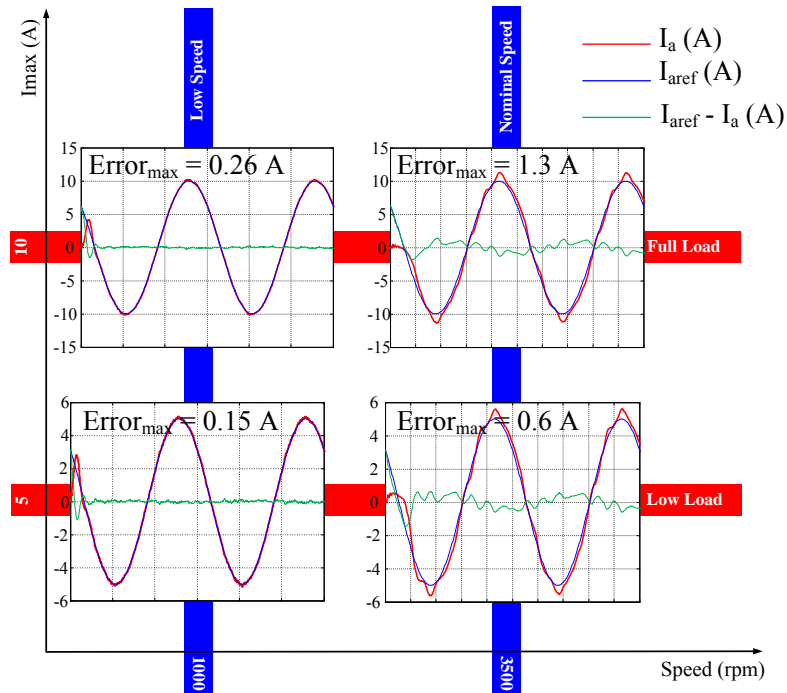 Imax (A)
Low Speed
Nominal Speed
Iₐ (A)
Iₐᵣₑf (A)
Iₐᵣₑf - Iₐ (A)
Errorₘₐₓ = 0.26 A
15
10
5
0
-5
-10
-15
Errorₘₐₓ = 1.3 A
15
10
5
0
-5
-10
-15
10
Full Load
Errorₘₐₓ = 0.15 A
6
4
2
0
-2
-4
-6
Errorₘₐₓ = 0.6 A
6
4
2
0
-2
-4
-6
5
Low Load
1000
3500
Speed (rpm)